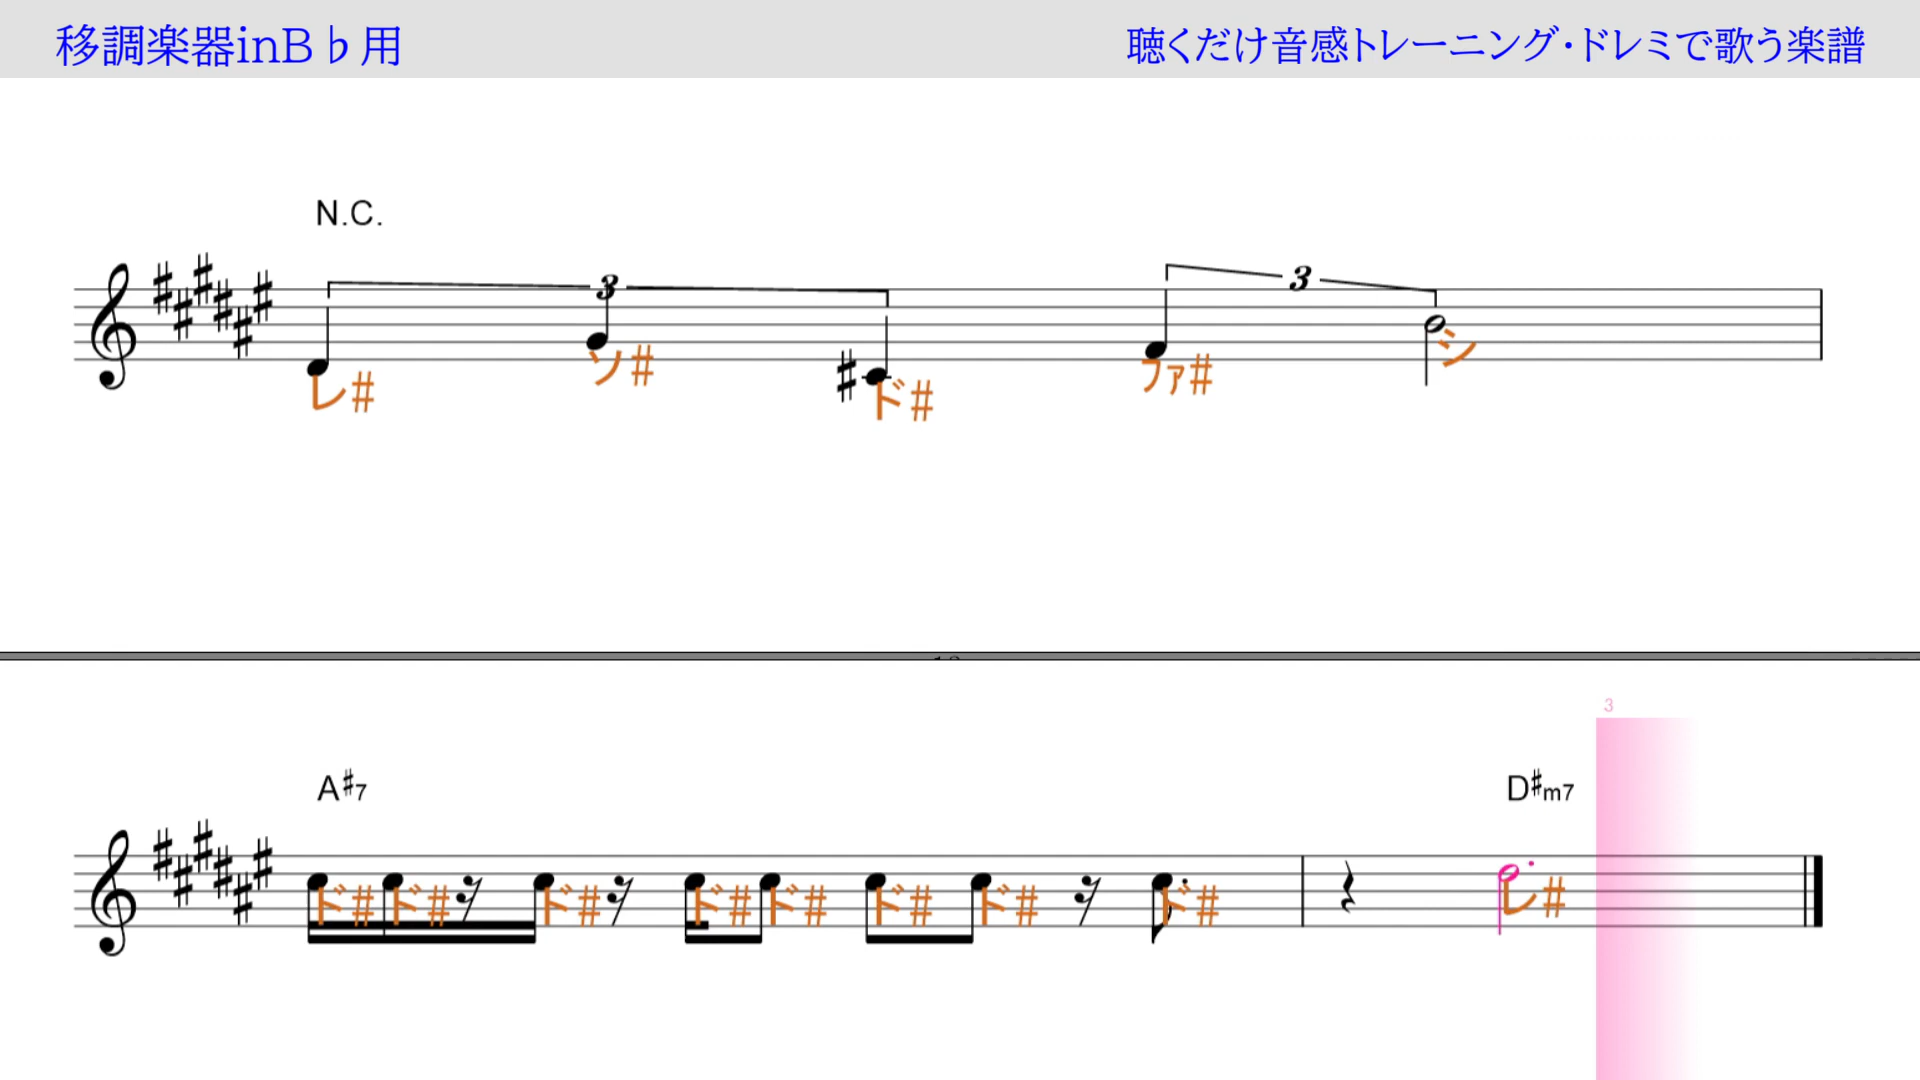 移調楽器inB♭用
聴くだけ音感トレーニング・ドレミで歌う楽譜
N.C.
3 3
レ# ソ# ド# ファ# シ
3
A♯7 D♯m7
ド# ド# ド# ド# ド# ド# ド# ド# レ#